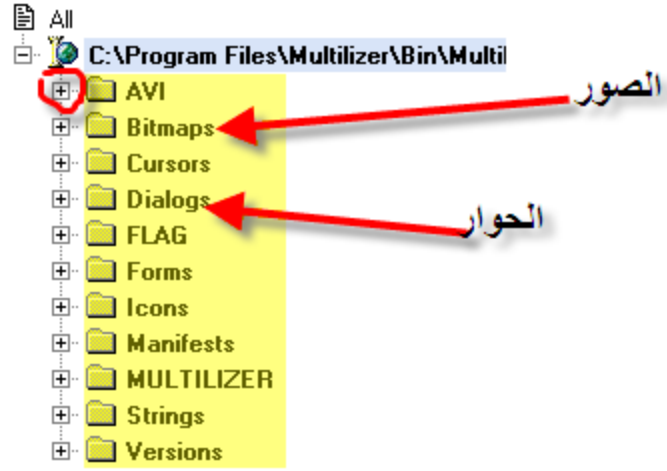 All
C:\Program Files\Multilizer\Bin\Multil
AVI
الصور
Bitmaps
Cursors
Dialogs
الحوار
FLAG
Forms
Icons
Manifests
MULTILIZER
Strings
Versions